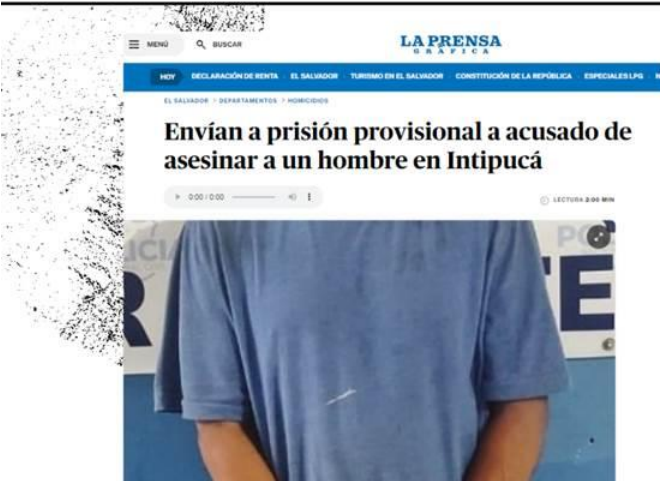 MENÚ
BUSCAR
LA PRENSA
GRÁFICA
HOY DECLARACIÓN DE RENTA EL SALVADOR TURISMO EN EL SALVADOR CONSTITUCIÓN DE LA REPÚBLICA ESPECIALES LPG
EL SALVADOR > DEPARTAMENTOS > HOMICIDIOS
Envían a prisión provisional a acusado de
asesinar a un hombre en Intipucá
0:00 / 0:00
LECTURA 2:00 MIN